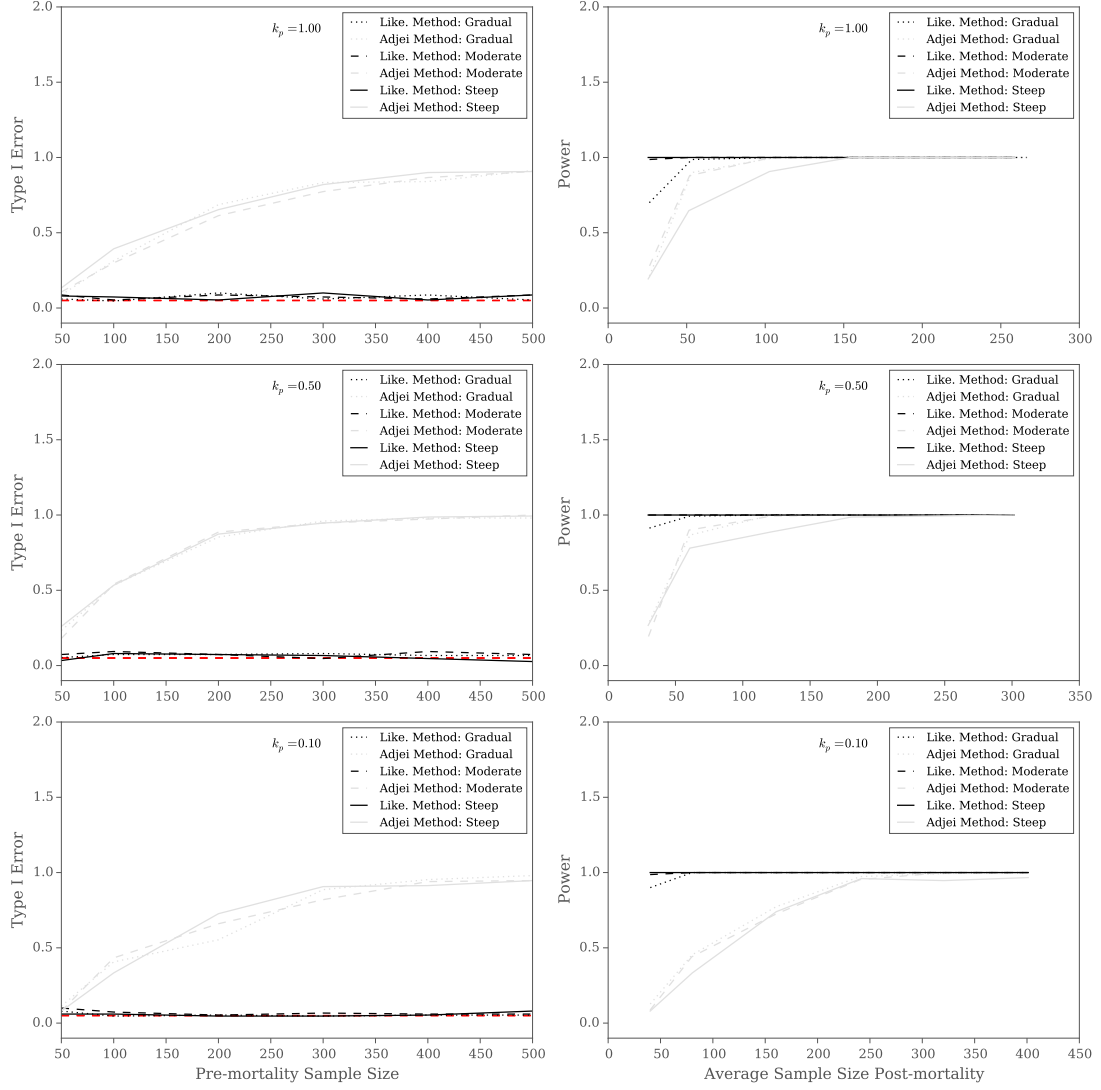 2.0
1.5
1.0
0.5
0.0
Type I Error
k_p =1.00
Like. Method: Gradual
Adjei Method: Gradual
Like. Method: Moderate
Adjei Method: Moderate
Like. Method: Steep
Adjei Method: Steep
50 100 150 200 250 300 350 400 450 500
2.0
1.5
1.0
0.5
0.0
Power
k_p =1.00
Like. Method: Gradual
Adjei Method: Gradual
Like. Method: Moderate
Adjei Method: Moderate
Like. Method: Steep
Adjei Method: Steep
0 50 100 150 200 250 300
2.0
1.5
1.0
0.5
0.0
Type I Error
k_p =0.50
Like. Method: Gradual
Adjei Method: Gradual
Like. Method: Moderate
Adjei Method: Moderate
Like. Method: Steep
Adjei Method: Steep
50 100 150 200 250 300 350 400 450 500
2.0
1.5
1.0
0.5
0.0
Power
k_p =0.50
Like. Method: Gradual
Adjei Method: Gradual
Like. Method: Moderate
Adjei Method: Moderate
Like. Method: Steep
Adjei Method: Steep
0 50 100 150 200 250 300 350
2.0
1.5
1.0
0.5
0.0
Type I Error
k_p =0.10
Like. Method: Gradual
Adjei Method: Gradual
Like. Method: Moderate
Adjei Method: Moderate
Like. Method: Steep
Adjei Method: Steep
50 100 150 200 250 300 350 400 450 500
Pre-mortality Sample Size
2.0
1.5
1.0
0.5
0.0
Power
k_p =0.10
Like. Method: Gradual
Adjei Method: Gradual
Like. Method: Moderate
Adjei Method: Moderate
Like. Method: Steep
Adjei Method: Steep
0 50 100 150 200 250 300 350 400 450
Average Sample Size Post-mortality